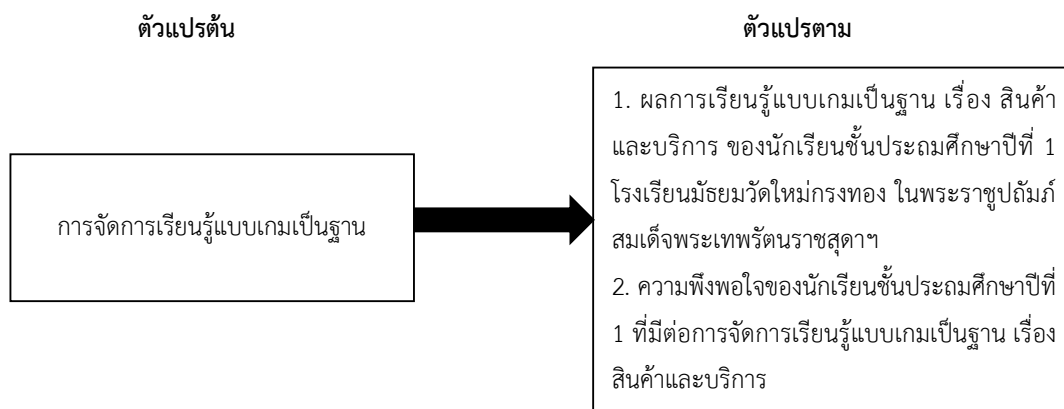 ตัวแปรต้น
ตัวแปรตาม
การจัดการเรียนรู้แบบเกมเป็นฐาน
1. ผลการเรียนรู้แบบเกมเป็นฐาน เรื่อง สินค้า
และบริการ ของนักเรียนชั้นประถมศึกษาปีที่ 1
โรงเรียนมัธยมวัดใหม่กรงทอง ในพระราชูปถัมภ์
สมเด็จพระเทพรัตนราชสุดาฯ
2. ความพึงพอใจของนักเรียนชั้นประถมศึกษาปีที่
1 ที่มีต่อการจัดการเรียนรู้แบบเกมเป็นฐาน เรื่อง
สินค้าและบริการ